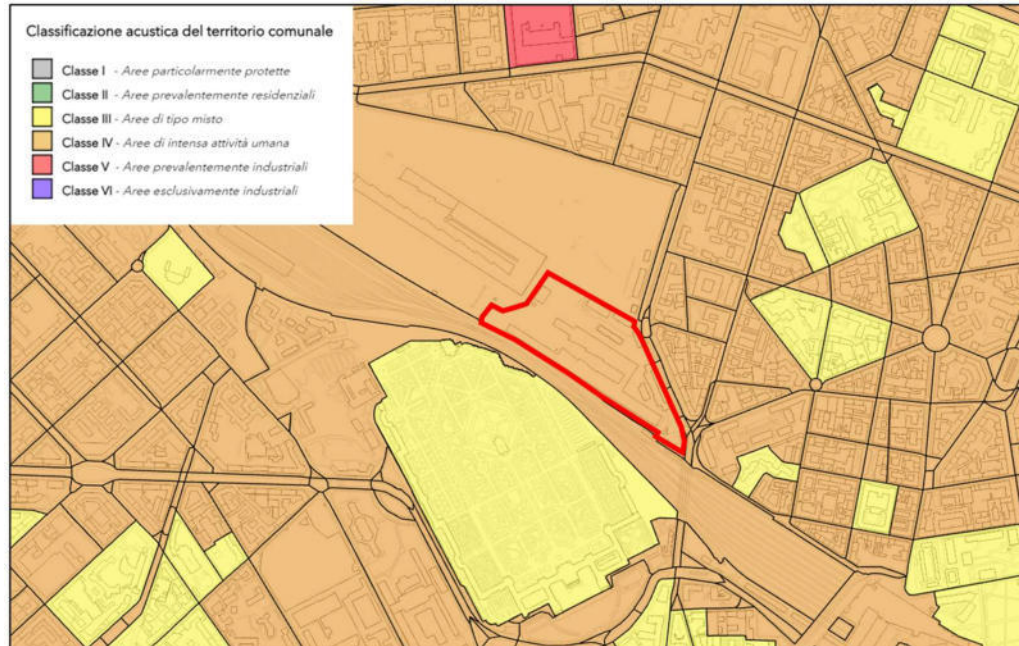 Classificazione acustica del territorio comunale
Classe I - Aree particolarmente protette
Classe II - Aree prevalentemente residenziali
Classe III - Aree di tipo misto
Classe IV - Aree di intensa attività umana
Classe V - Aree prevalentemente industriali
Classe VI - Aree esclusivamente industriali